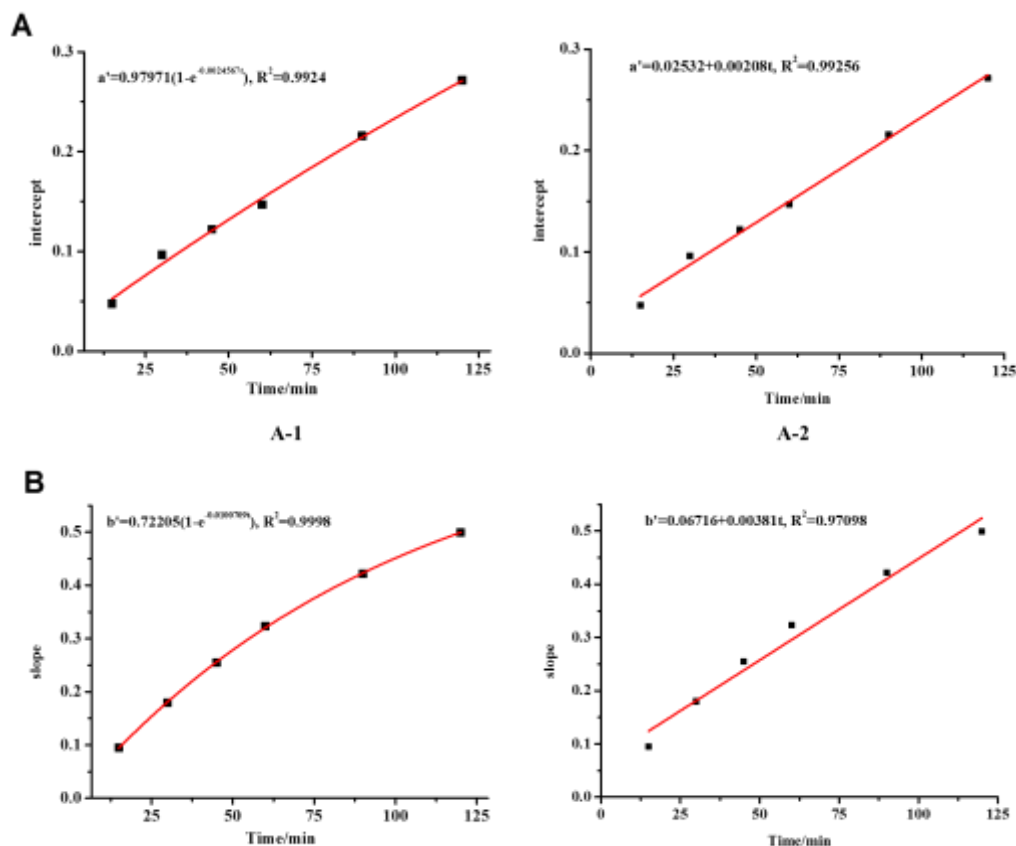 A
a'=0.97971(1-e^-0.0024567t), R²=0.9924
0.3
0.2
0.1
0.0
intercept
25 50 75 100 125
Time/min
A-1
a'=0.02532+0.00208t, R²=0.99256
0.3
0.2
0.1
0.0
intercept
0 25 50 75 100 125
Time/min
A-2
B
b'=0.72205(1-e^-0.0100709t), R²=0.9998
0.5
0.4
0.3
0.2
0.1
0.0
slope
25 50 75 100 125
Time/min
b'=0.06716+0.00381t, R²=0.97098
0.5
0.4
0.3
0.2
0.1
0.0
slope
0 25 50 75 100 125
Time/min